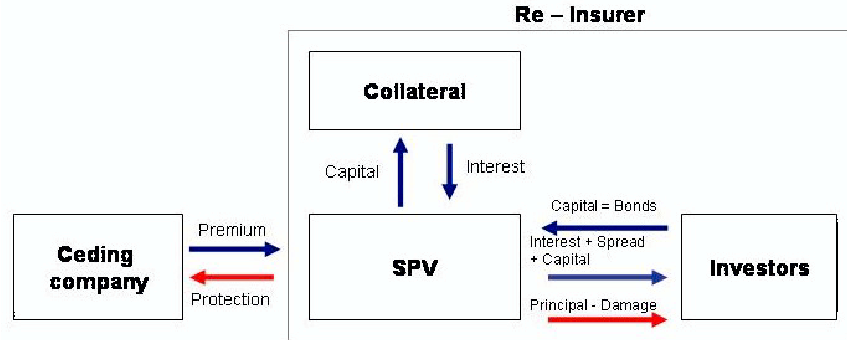 Re – Insurer
Collateral
Capital
Interest
Ceding
company
Premium
Protection
SPV
Capital = Bonds
Interest + Spread
+ Capital
Principal - Damage
Investors